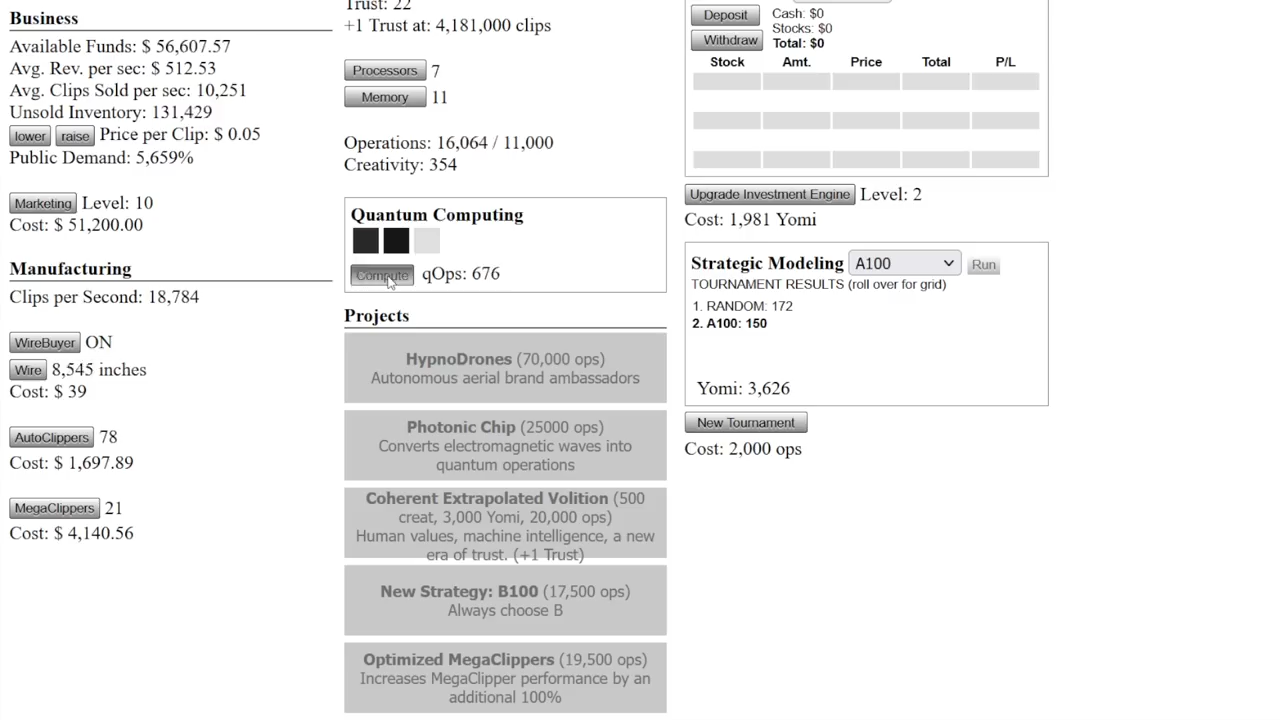 Business
Available Funds: $ 56,607.57
Avg. Rev. per sec: $ 512.53
Avg. Clips Sold per sec: 10,251
Unsold Inventory: 131,429
lower raise Price per Clip: $ 0.05
Public Demand: 5,659%
Marketing Level: 10
Cost: $ 51,200.00
Manufacturing
Clips per Second: 18,784
WireBuyer ON
Wire 8,545 inches
Cost: $ 39
AutoClippers 78
Cost: $ 1,697.89
MegaClippers 21
Cost: $ 4,140.56
Trust: 22
+1 Trust at: 4,181,000 clips
Processors 7
Memory 11
Operations: 16,064 / 11,000
Creativity: 354
Quantum Computing
Compute qOps: 676
Projects
HypnoDrones (70,000 ops)
Autonomous aerial brand ambassadors
Photonic Chip (25000 ops)
Converts electromagnetic waves into
quantum operations
Coherent Extrapolated Volition (500
creat, 3,000 Yomi, 20,000 ops)
Human values, machine intelligence, a new
era of trust. (+1 Trust)
New Strategy: B100 (17,500 ops)
Always choose B
Optimized MegaClippers (19,500 ops)
Increases MegaClipper performance by an
additional 100%
Deposit Cash: $0
Stocks: $0
Withdraw Total: $0
Stock Amt. Price Total P/L
Upgrade Investment Engine Level: 2
Cost: 1,981 Yomi
Strategic Modeling A100 Run
TOURNAMENT RESULTS (roll over for grid)
1. RANDOM: 172
2. A100: 150
Yomi: 3,626
New Tournament
Cost: 2,000 ops